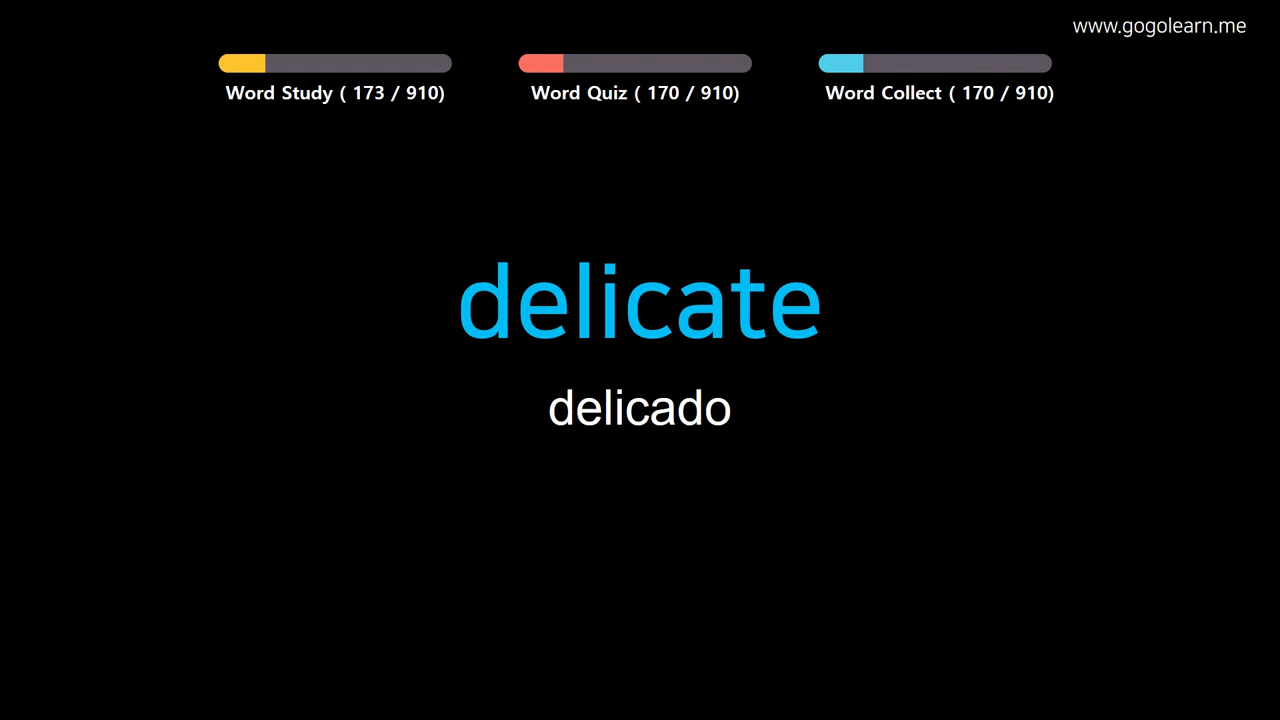 www.gogolearn.me
Word Study ( 173 / 910)
Word Quiz ( 170 / 910)
Word Collect ( 170 / 910)
delicate
delicado